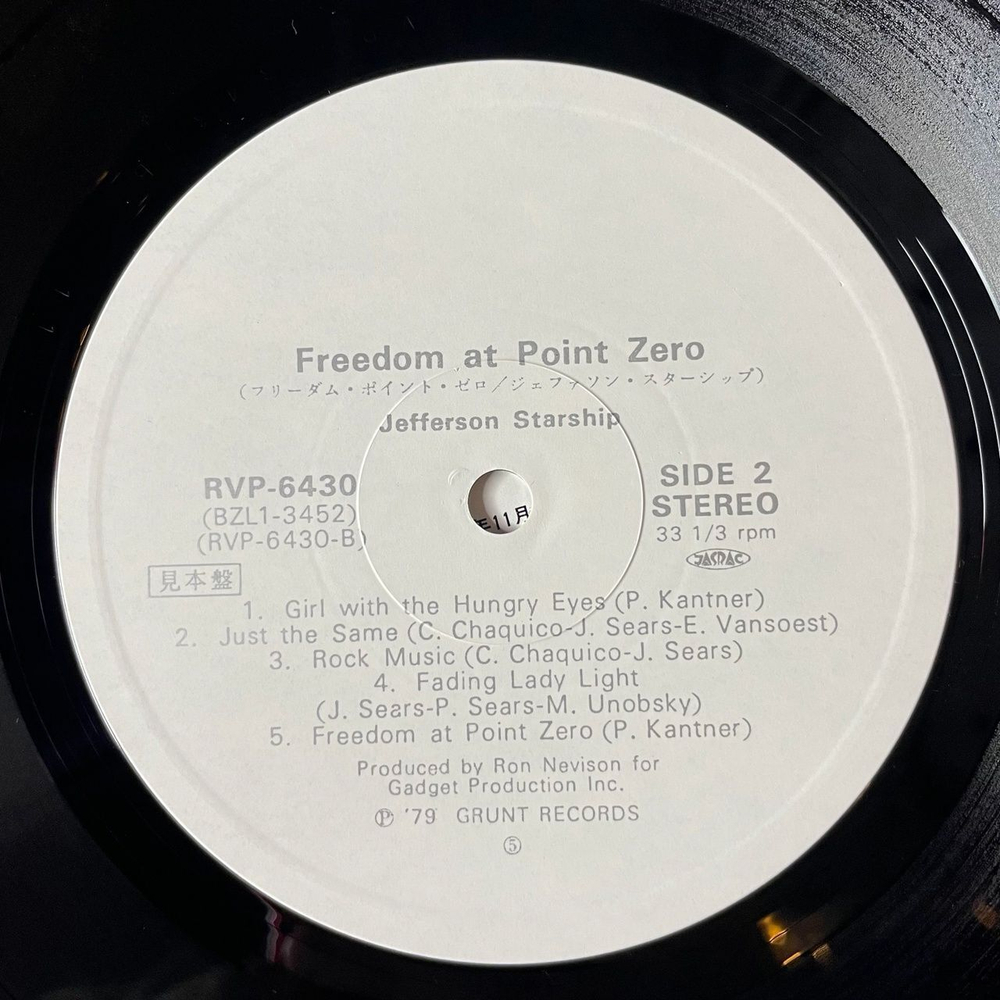 Freedom at Point Zero
(フリーダム・ポイント・ゼロ/ジェファソン・スターシップ)
Jefferson Starship
RVP-6430
(BZL1-3452)
(RVP-6430-B)
見本盤
年11月
SIDE 2
STEREO
33 1/3 rpm
JASRAC
1. Girl with the Hungry Eyes (P. Kantner)
2. Just the Same (C. Chaquico-J. Sears-E. Vansoest)
3. Rock Music (C. Chaquico-J. Sears)
4. Fading Lady Light
(J. Sears-P. Sears-M. Unobsky)
5. Freedom at Point Zero (P. Kantner)
Produced by Ron Nevison for
Gadget Production Inc.
Ⓟ '79 GRUNT RECORDS
⑤